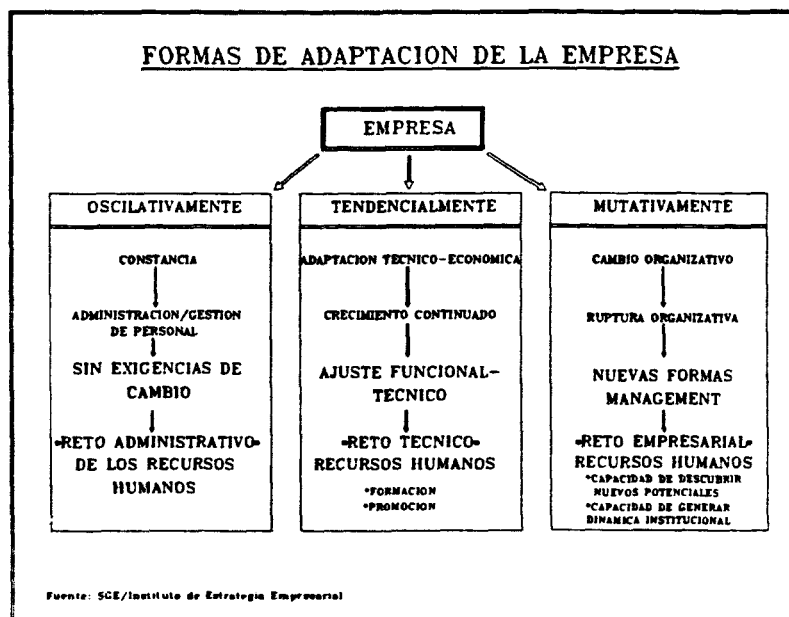 FORMAS DE ADAPTACION DE LA EMPRESA
EMPRESA
OSCILATIVAMENTE
CONSTANCIA
ADMINISTRACION/GESTION
DE PERSONAL
SIN EXIGENCIAS DE
CAMBIO
"RETO ADMINISTRATIVO"
DE LOS RECURSOS
HUMANOS
TENDENCIALMENTE
ADAPTACION TECNICO-ECONOMICA
CRECIMIENTO CONTINUADO
AJUSTE FUNCIONAL-
TECNICO
"RETO TECNICO"
RECURSOS HUMANOS
*FORMACION
*PROMOCION
MUTATIVAMENTE
CAMBIO ORGANIZATIVO
RUPTURA ORGANIZATIVA
NUEVAS FORMAS
MANAGEMENT
"RETO EMPRESARIAL"
RECURSOS HUMANOS
*CAPACIDAD DE DESCUBRIR
NUEVOS POTENCIALES
*CAPACIDAD DE GENERAR
DINAMICA INSTITUCIONAL
Fuente: SGE/Instituto de Estrategia Empresarial